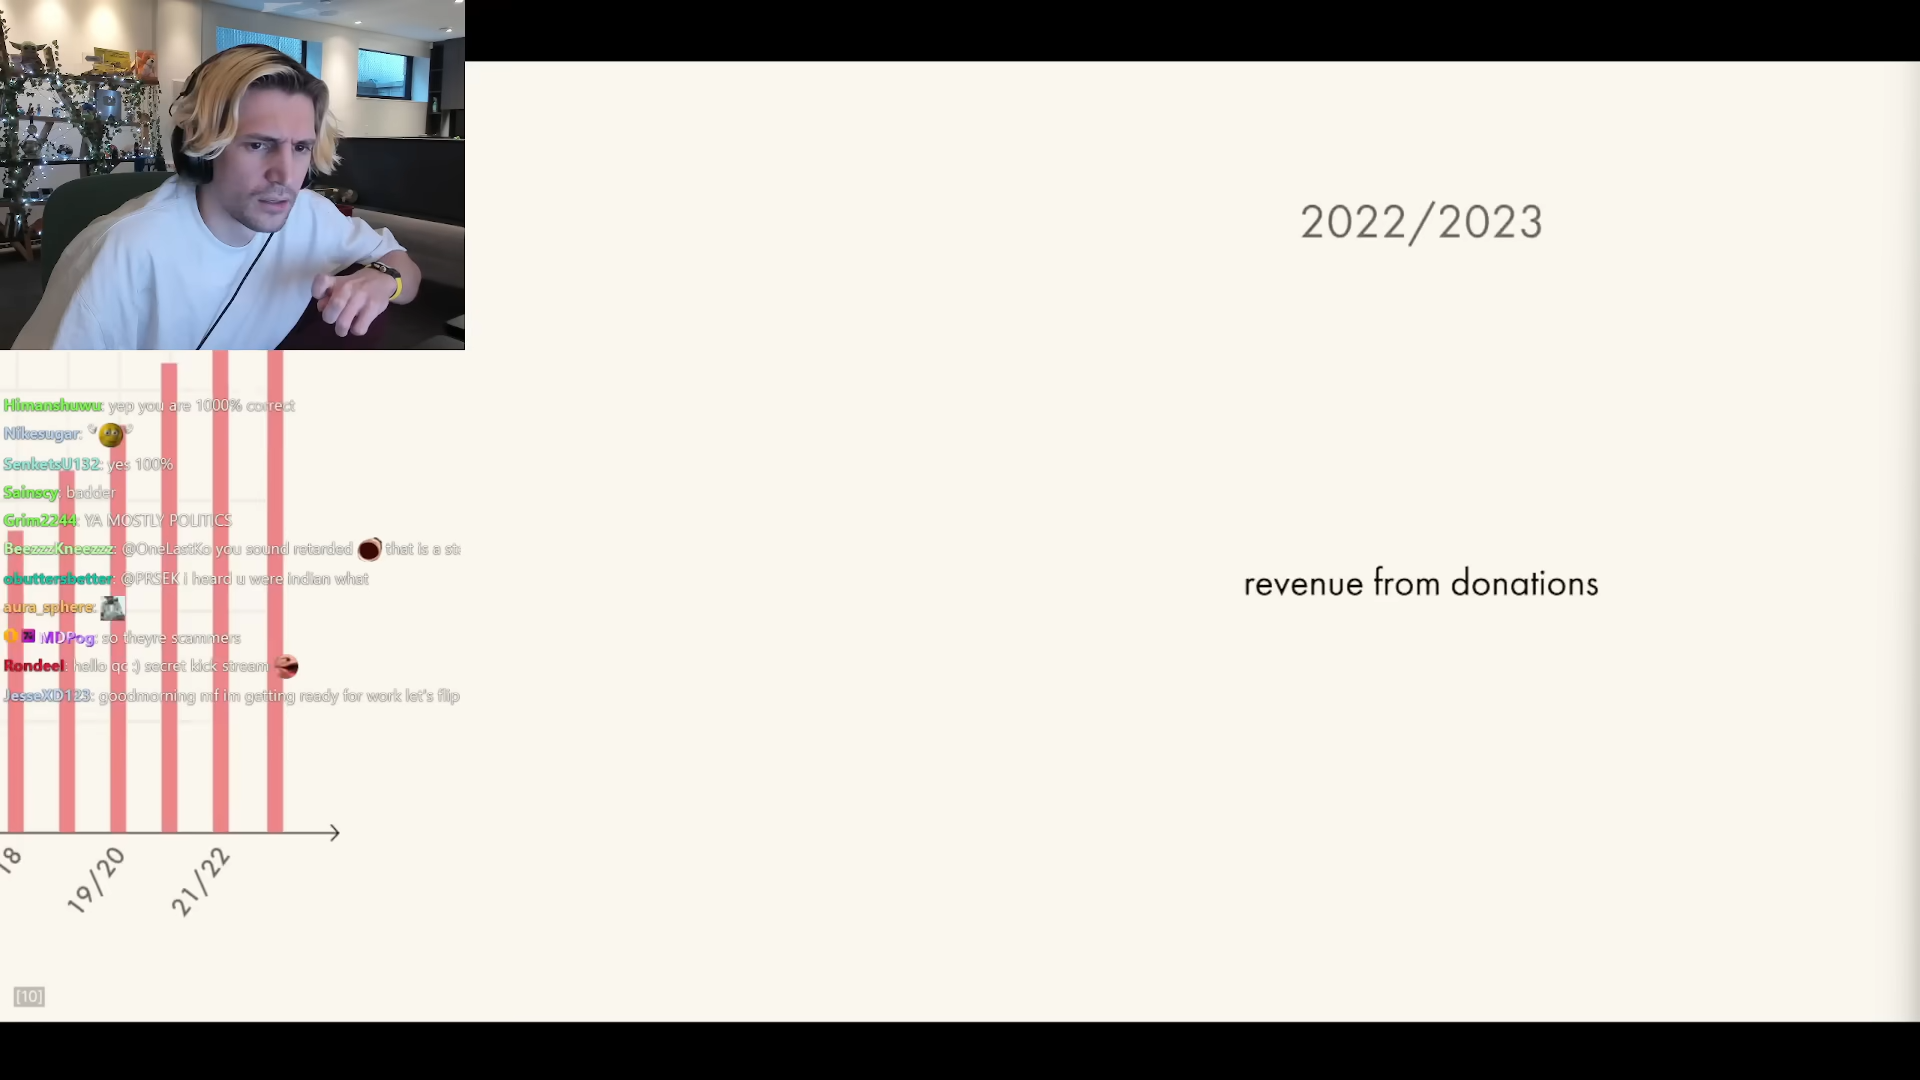 2022/2023
Himanshuwu: yep you are 1000% correct
Nikesugar:
SenketsU132: yes 100%
Sainscy: badder
Grim2244: YA MOSTLY POLITICS
BeezzzKneezzz: @OneLastKo you sound retarded that is a st
obuttersbetter: @PRSEK i heard u were indian what
revenue from donations
aura_sphere:
MDPog: so theyre scammers
Rondeel: hello qc :) secret kick stream
JesseXD123: goodmorning mf im getting ready for work let's flip
18
19/20
21/22
[10]